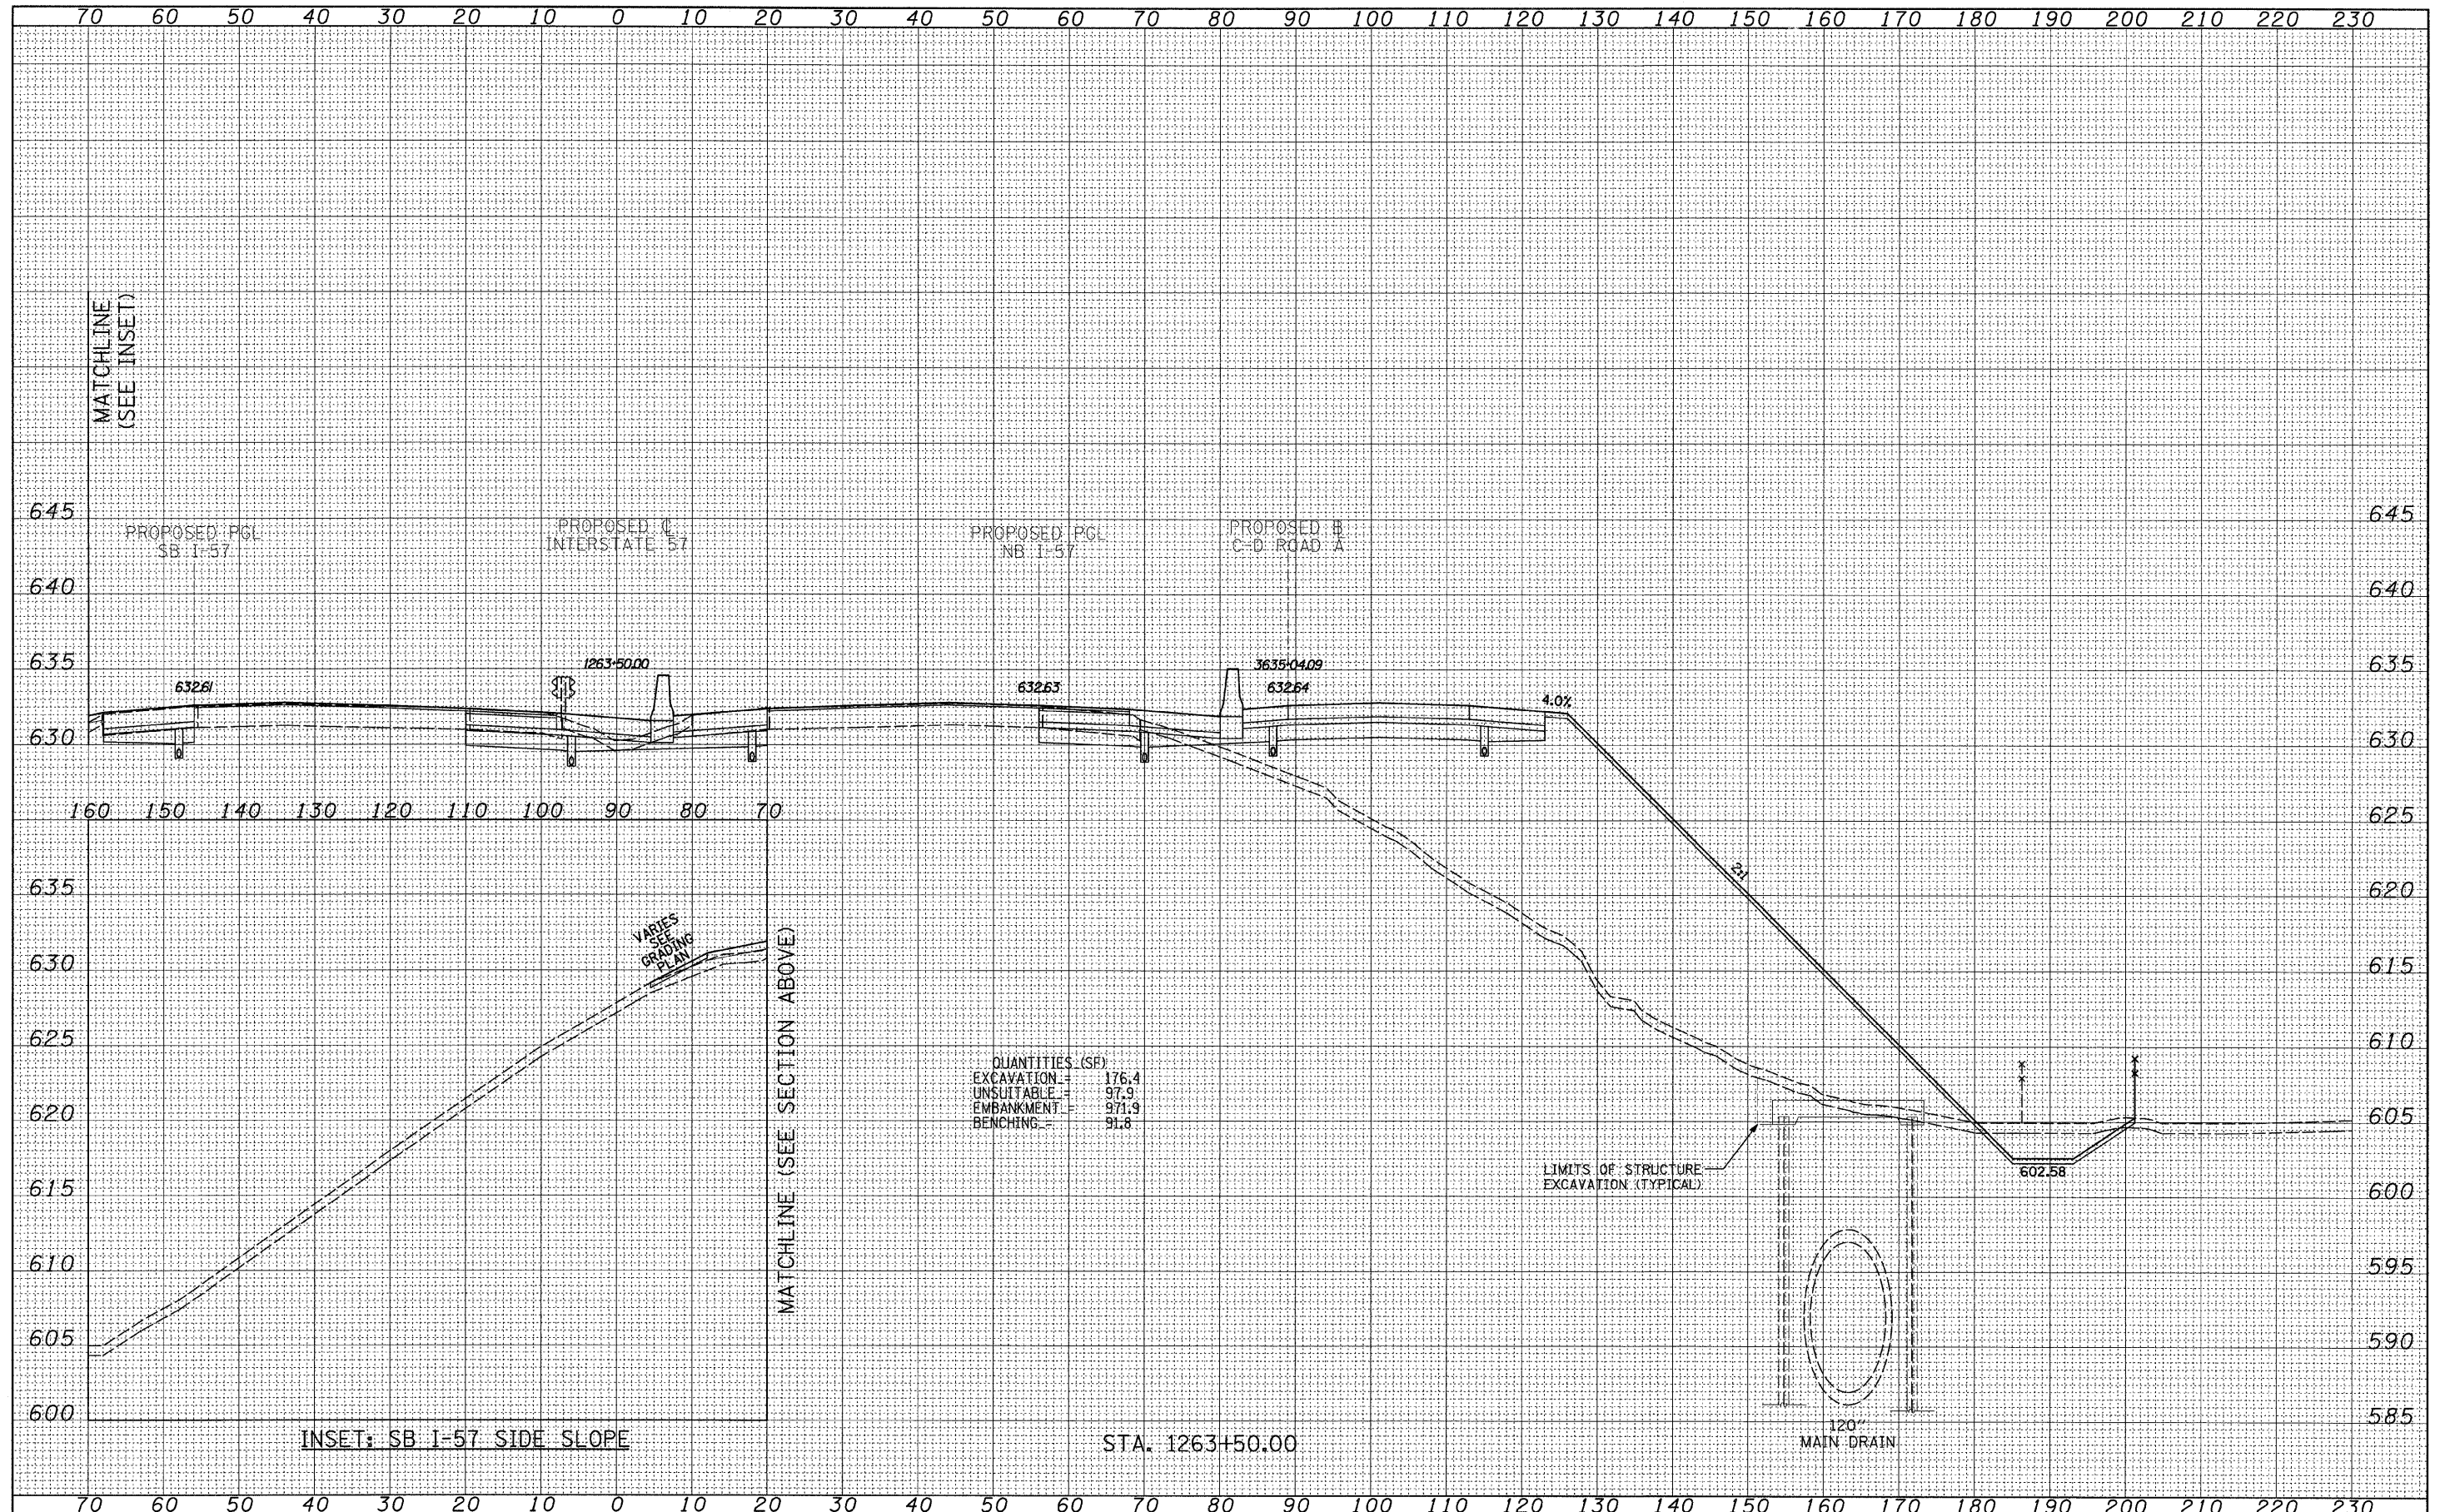 70 60 50 40 30 20 10 0 10 20 30 40 50 60 70 80 90 100 110 120 130 140 150 160 170 180 190 200 210 220 230
MATCHLINE
(SEE INSET)
645 645
PROPOSED PGL
SB I-57
PROPOSED ℄
INTERSTATE 57
PROPOSED PGL
NB I-57
PROPOSED B
C-D ROAD A
640 640
635 1263+50.00 3635+04.09 635
632.61 632.63 632.64 4.0%
630 630
160 150 140 130 120 110 100 90 80 70 625
2:1
635 620
VARIES
SEE
GRADING
PLAN
630 615
MATCHLINE (SEE SECTION ABOVE)
625 610
QUANTITIES (SF)
EXCAVATION = 176.4
UNSUITABLE = 97.9
EMBANKMENT = 971.9
BENCHING = 91.8
620 605
LIMITS OF STRUCTURE
EXCAVATION (TYPICAL)
602.58
615 600
610 595
605 590
600 585
120"
MAIN DRAIN
INSET: SB I-57 SIDE SLOPE
STA. 1263+50.00
70 60 50 40 30 20 10 0 10 20 30 40 50 60 70 80 90 100 110 120 130 140 150 160 170 180 190 200 210 220 230